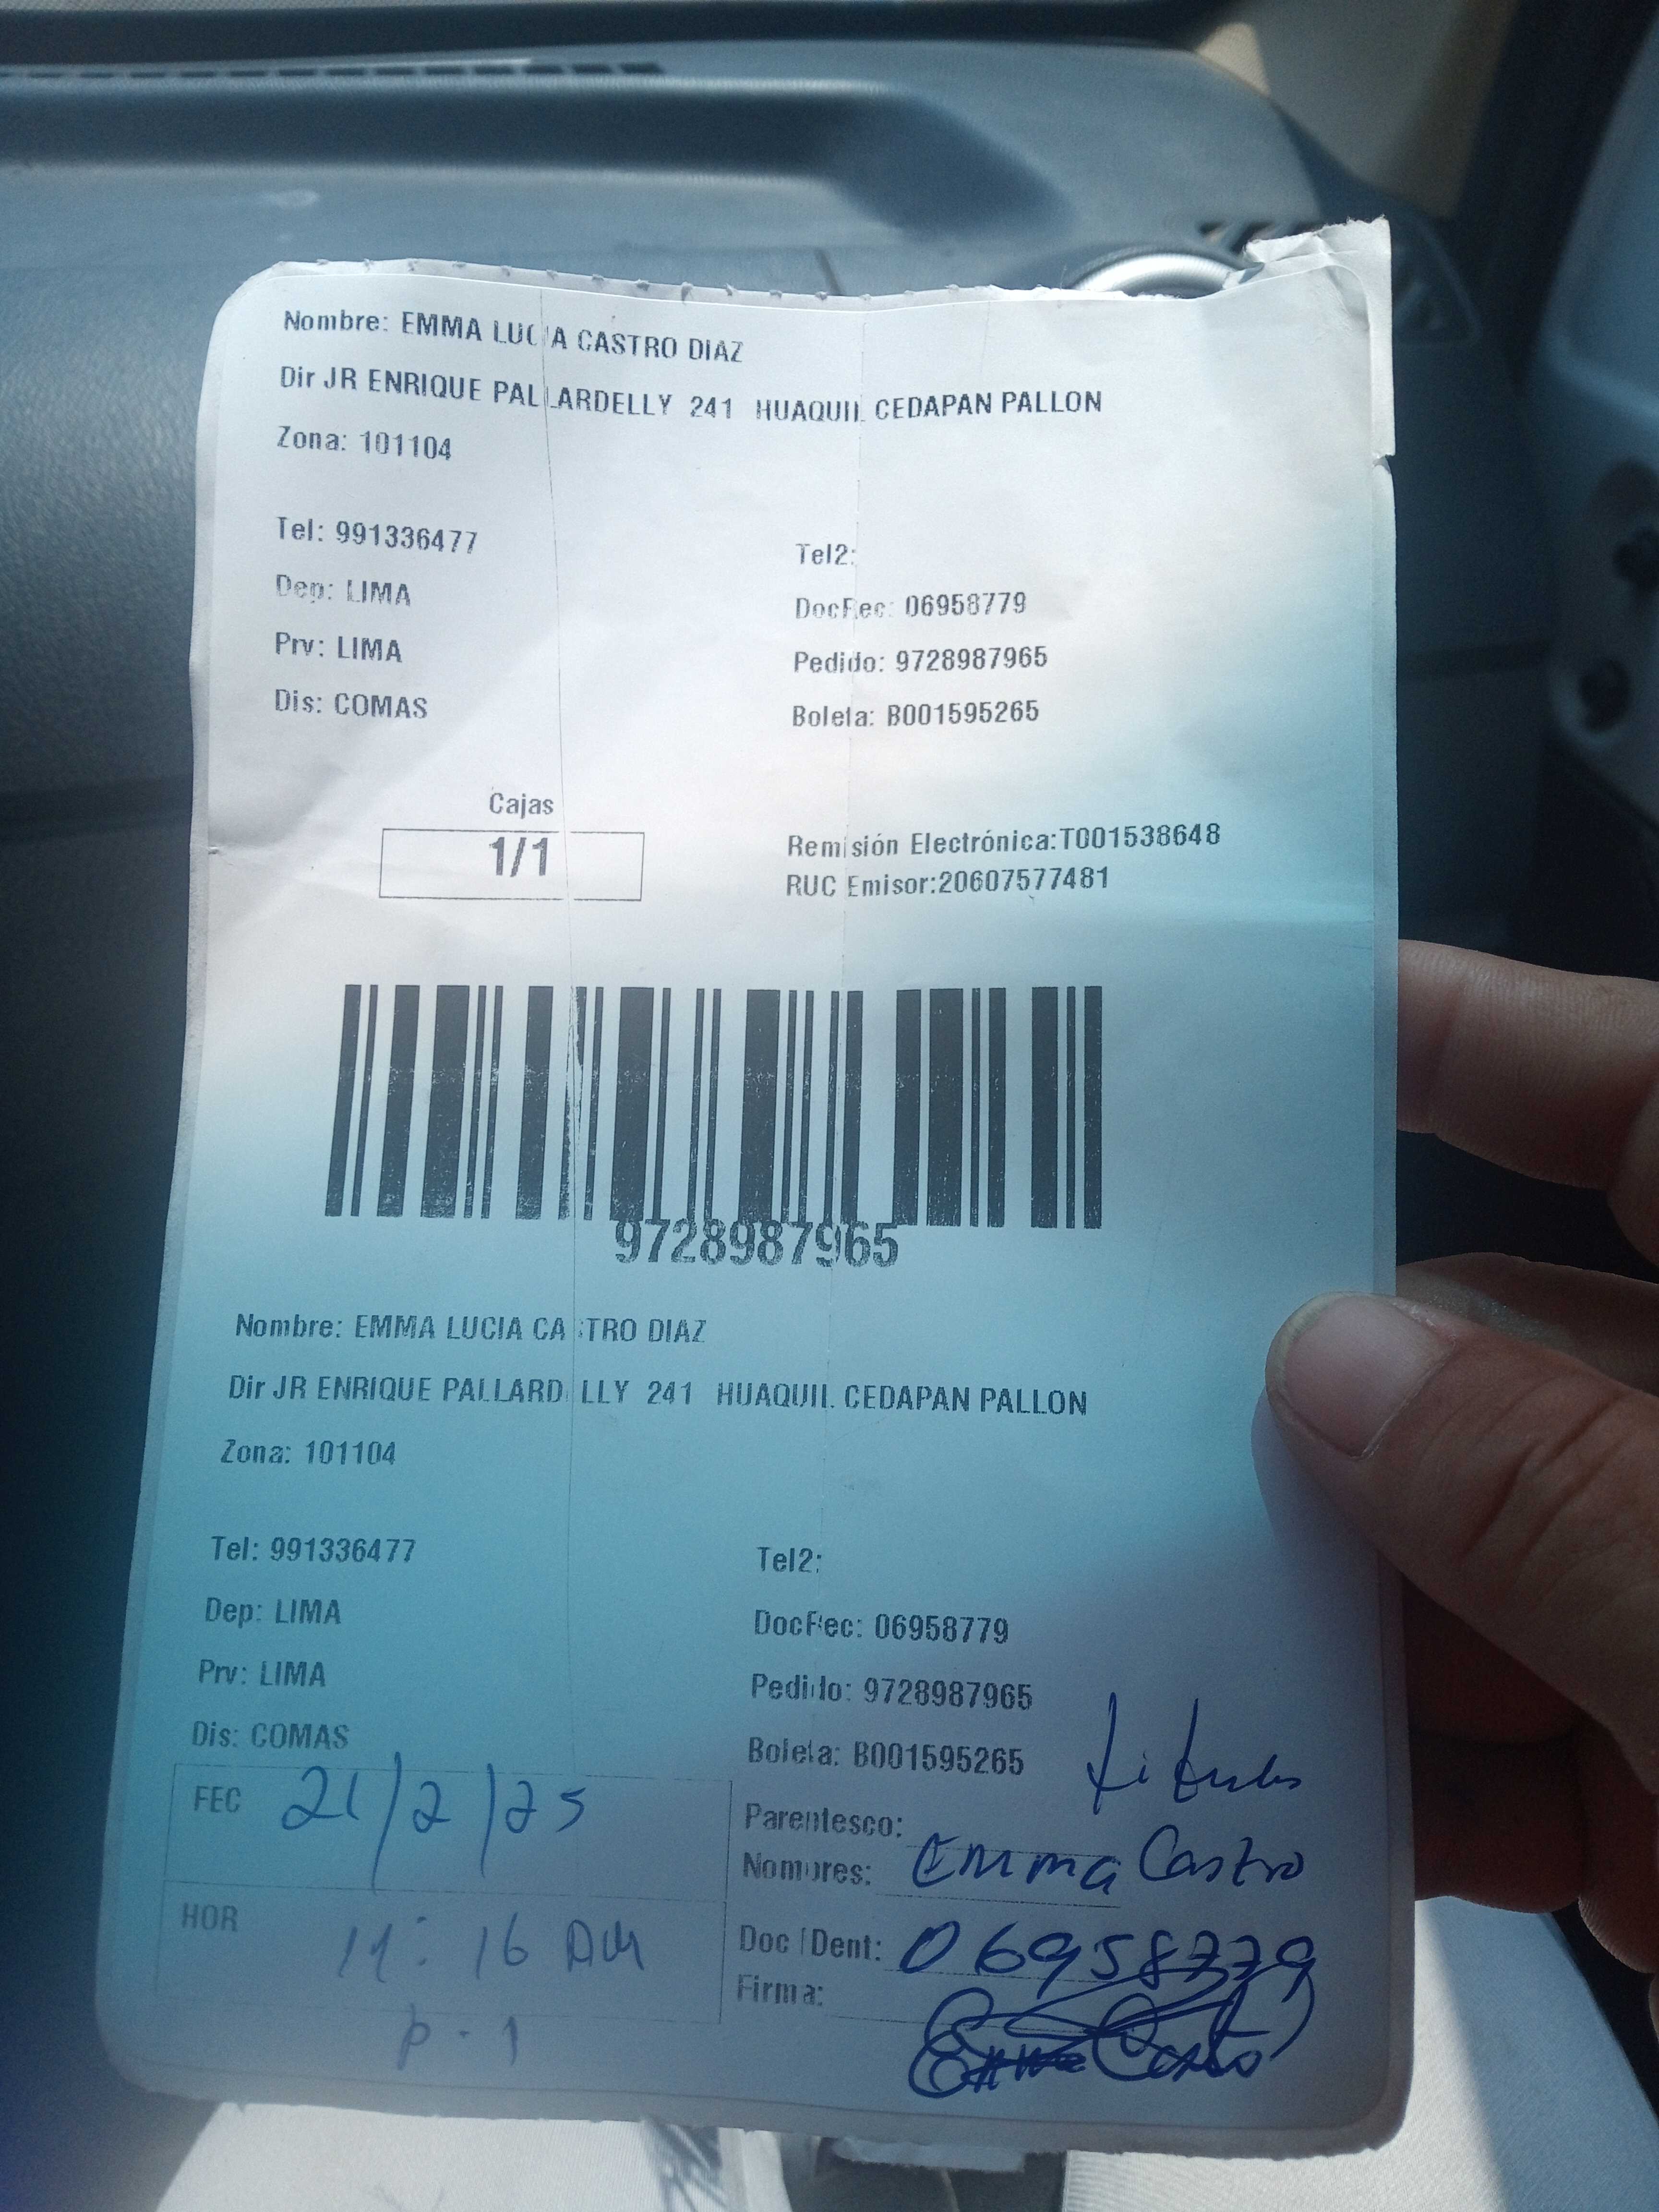 Nombre: EMMA LUCIA CASTRO DIAZ
Dir JR ENRIQUE PALLARDELLY 241 HUAQUIL CEDAPAN PALLON
Zona: 101104
Tel: 991336477 Tel2:
Dep: LIMA DocRec: 06958779
Prv: LIMA Pedido: 9728987965
Dis: COMAS Boleta: B001595265
Cajas
1/1
Remisión Electrónica:T001538648
RUC Emisor:20607577481
9728987965
Nombre: EMMA LUCIA CASTRO DIAZ
Dir JR ENRIQUE PALLARDELLY 241 HUAQUIL CEDAPAN PALLON
Zona: 101104
Tel: 991336477 Tel2:
Dep: LIMA DocRec: 06958779
Prv: LIMA Pedido: 9728987965
Dis: COMAS Boleta: B001595265
FEC 21/2/25
HOR 11:16 AM
p-1
Parentesco: titular
Nombres: Emma Castro
Doc Ident: 06958779
Firma: Emma Castro